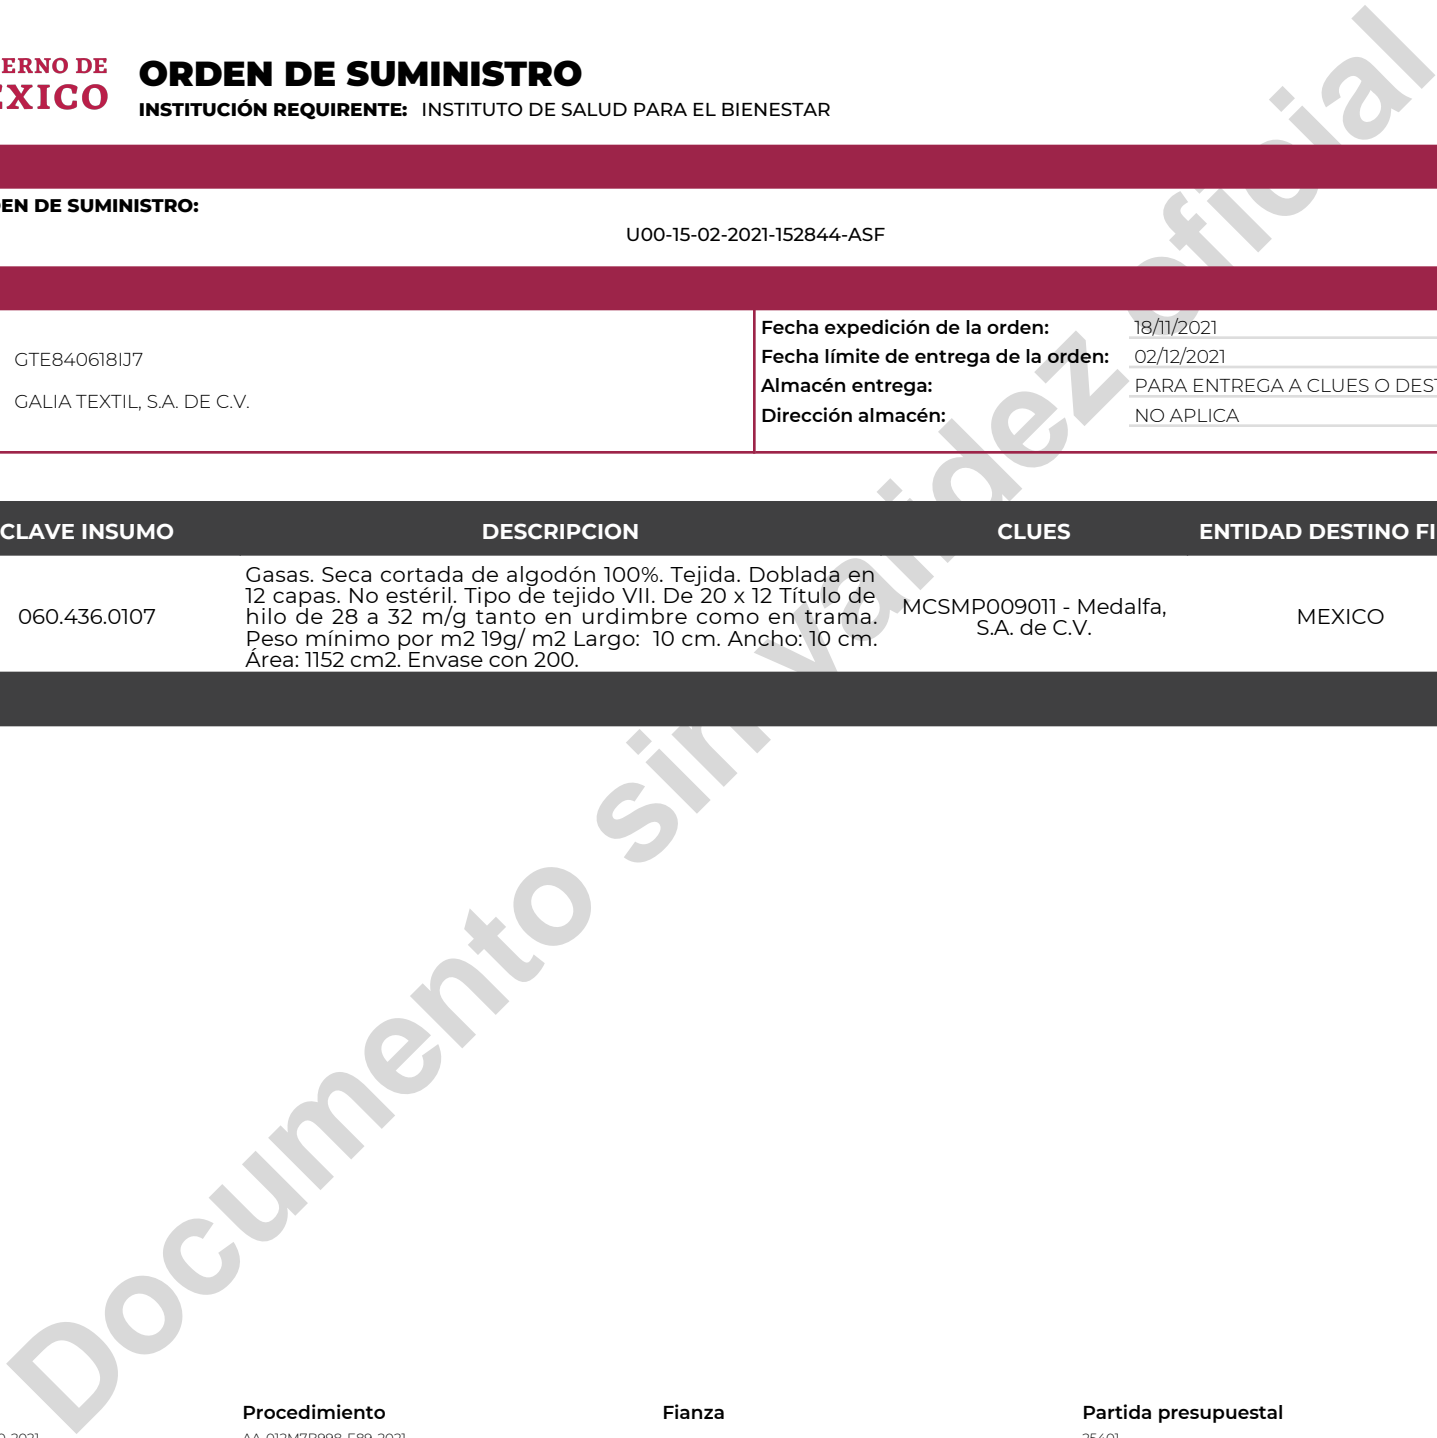 ERNO DE
EXICO
ORDEN DE SUMINISTRO
INSTITUCIÓN REQUIRENTE: INSTITUTO DE SALUD PARA EL BIENESTAR
EN DE SUMINISTRO:
U00-15-02-2021-152844-ASF
GTE840618IJ7
GALIA TEXTIL, S.A. DE C.V.
Fecha expedición de la orden: 18/11/2021
Fecha límite de entrega de la orden: 02/12/2021
Almacén entrega: PARA ENTREGA A CLUES O DEST
Dirección almacén: NO APLICA
CLAVE INSUMO DESCRIPCION CLUES ENTIDAD DESTINO FI
060.436.0107
Gasas. Seca cortada de algodón 100%. Tejida. Doblada en
12 capas. No estéril. Tipo de tejido VII. De 20 x 12 Título de
hilo de 28 a 32 m/g tanto en urdimbre como en trama.
Peso mínimo por m2 19g/ m2 Largo: 10 cm. Ancho: 10 cm.
Área: 1152 cm2. Envase con 200.
MCSMP009011 - Medalfa,
S.A. de C.V.
MEXICO
Documento sin validez oficial
Procedimiento Fianza Partida presupuestal